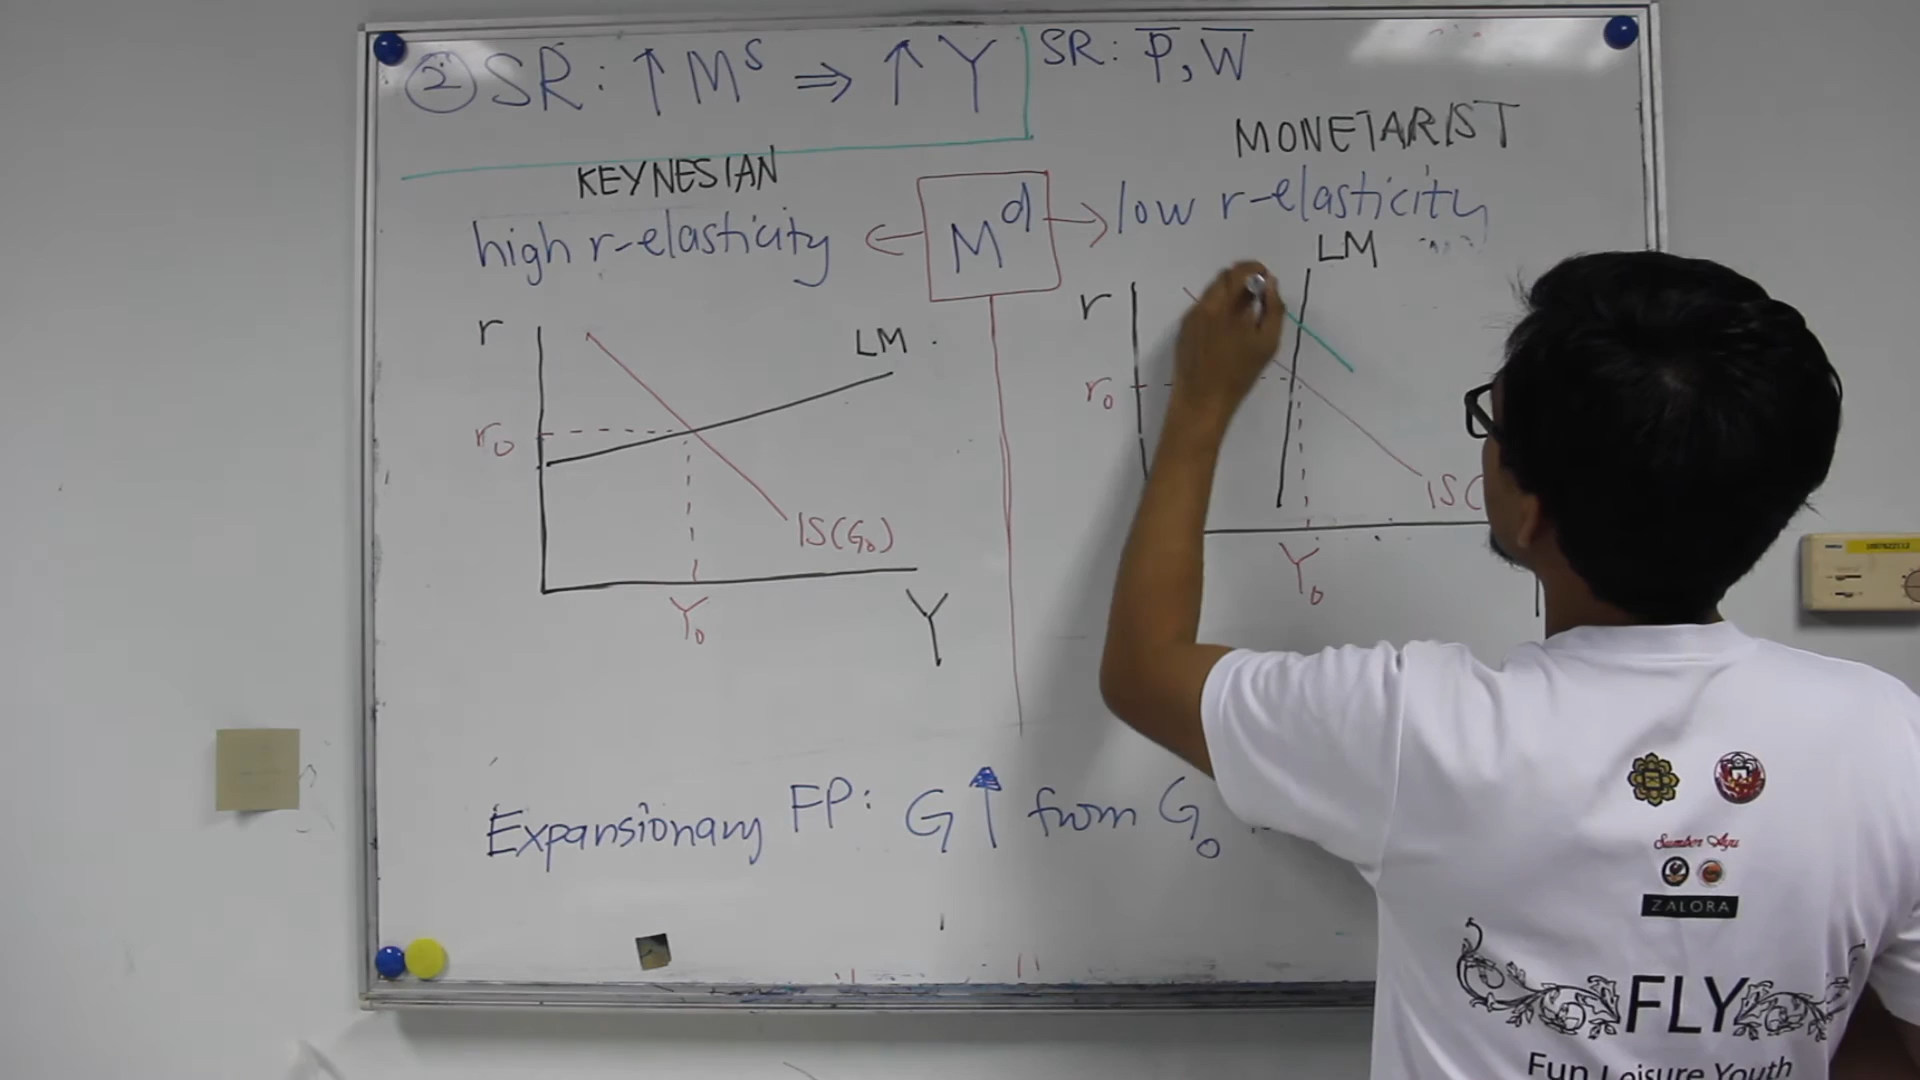 ② SR: ↑ Mˢ ⇒ ↑ Y
SR: P̅, W̅
KEYNESIAN
MONETARIST
high r-elasticity ← Mᵈ → low r-elasticity
r
LM
r₀
IS(G₀)
Y₀
Y
r
LM
r₀
IS(
Y₀
Expansionary FP: G ↑ from G₀
Sumber Ayu
ZALORA
FLY
Fun Leisure Youth